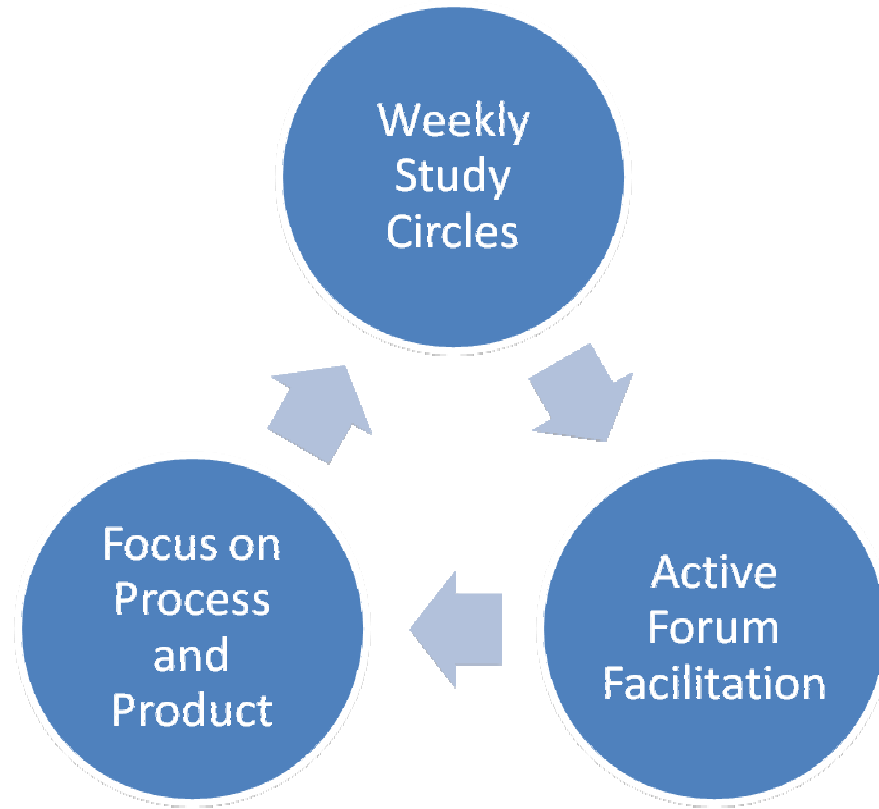 Weekly
Study
Circles
Active
Forum
Facilitation
Focus on
Process
and
Product